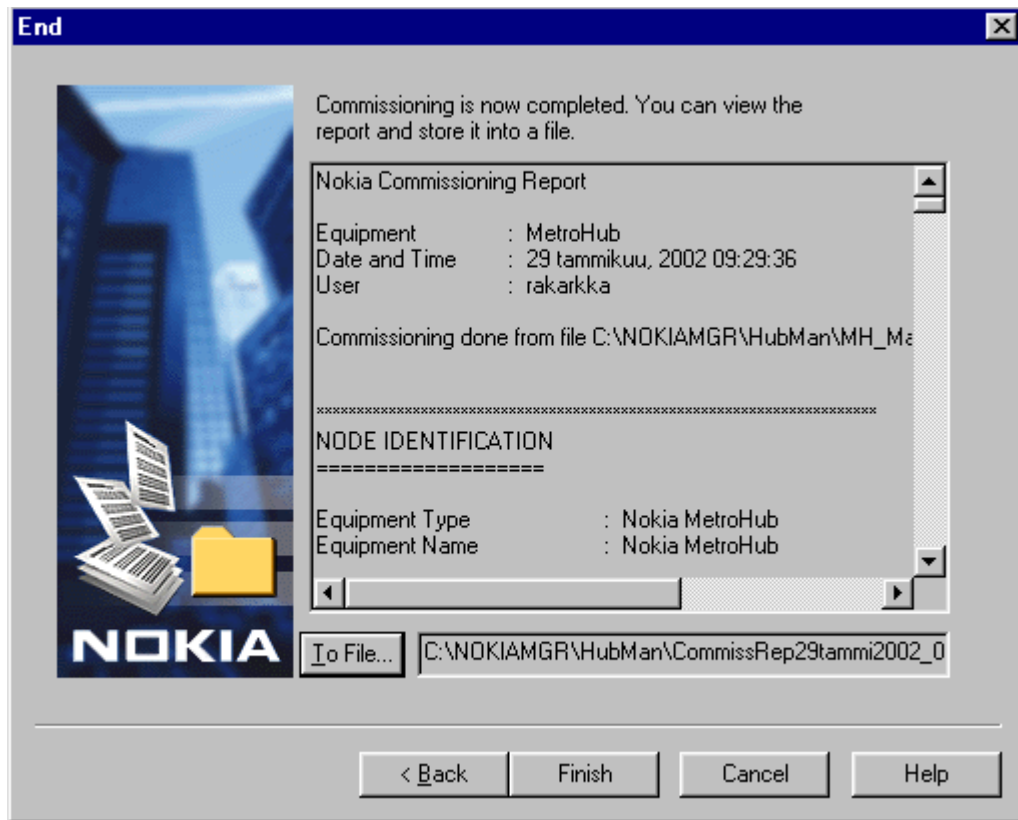 End
Commissioning is now completed. You can view the
report and store it into a file.
Nokia Commissioning Report
Equipment : MetroHub
Date and Time : 29 tammikuu, 2002 09:29:36
User : rakarkka
Commissioning done from file C:\NOKIAMGR\HubMan\MH_Ma
××××××××××××××××××××××××××××××××××××××××××××××××××××××××××××××××××××××
NODE IDENTIFICATION
===================
Equipment Type : Nokia MetroHub
Equipment Name : Nokia MetroHub
NOKIA
To File... C:\NOKIAMGR\HubMan\CommissRep29tammi2002_0
< Back Finish Cancel Help